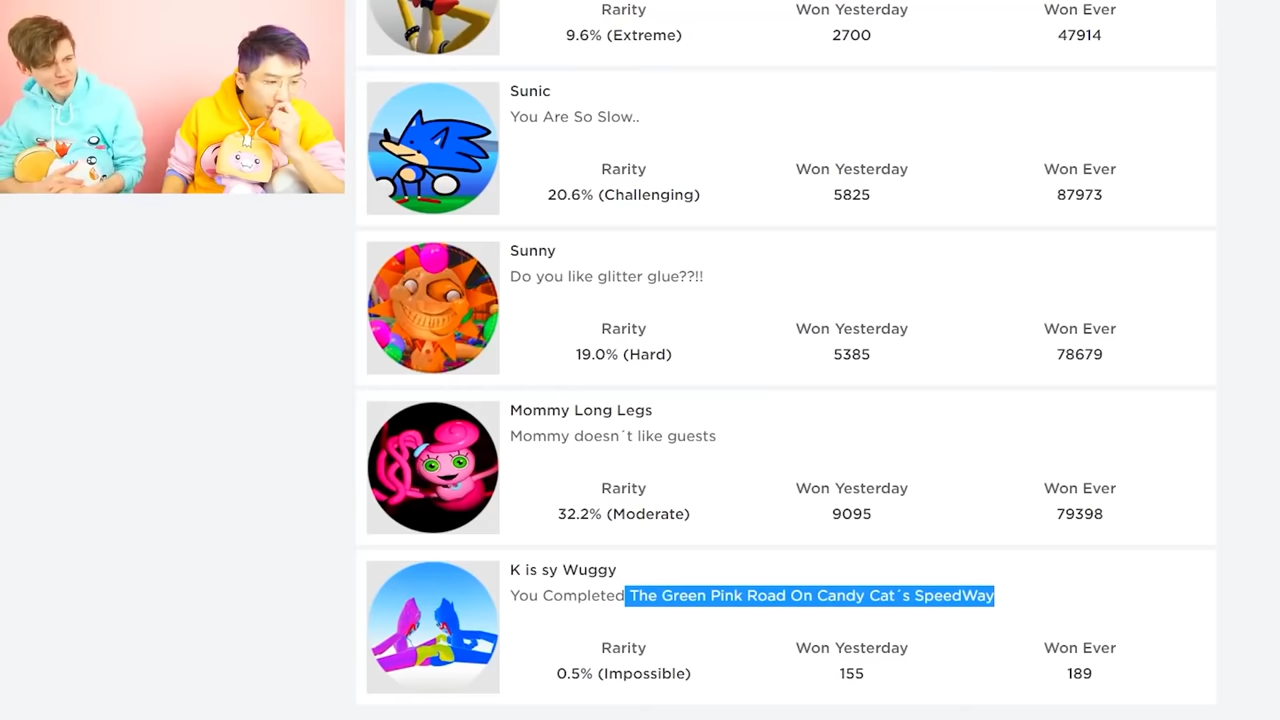 Rarity Won Yesterday Won Ever
9.6% (Extreme) 2700 47914
Sunic
You Are So Slow..
Rarity Won Yesterday Won Ever
20.6% (Challenging) 5825 87973
Sunny
Do you like glitter glue??!!
Rarity Won Yesterday Won Ever
19.0% (Hard) 5385 78679
Mommy Long Legs
Mommy doesn´t like guests
Rarity Won Yesterday Won Ever
32.2% (Moderate) 9095 79398
K is sy Wuggy
You Completed The Green Pink Road On Candy Cat´s SpeedWay
Rarity Won Yesterday Won Ever
0.5% (Impossible) 155 189